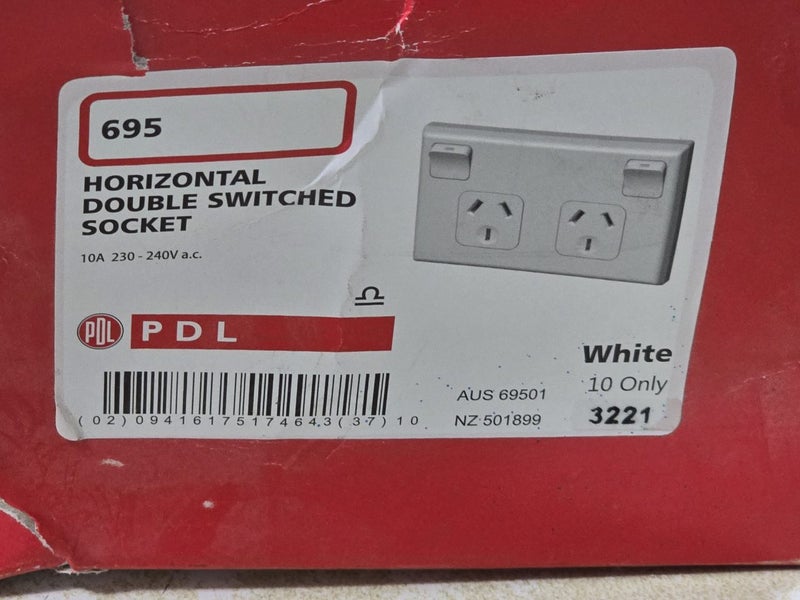 695
HORIZONTAL
DOUBLE SWITCHED
SOCKET
10A 230 - 240V a.c.
PDL PDL
(02)09416175174643(37)10
AUS 69501
NZ 501899
White
10 Only
3221